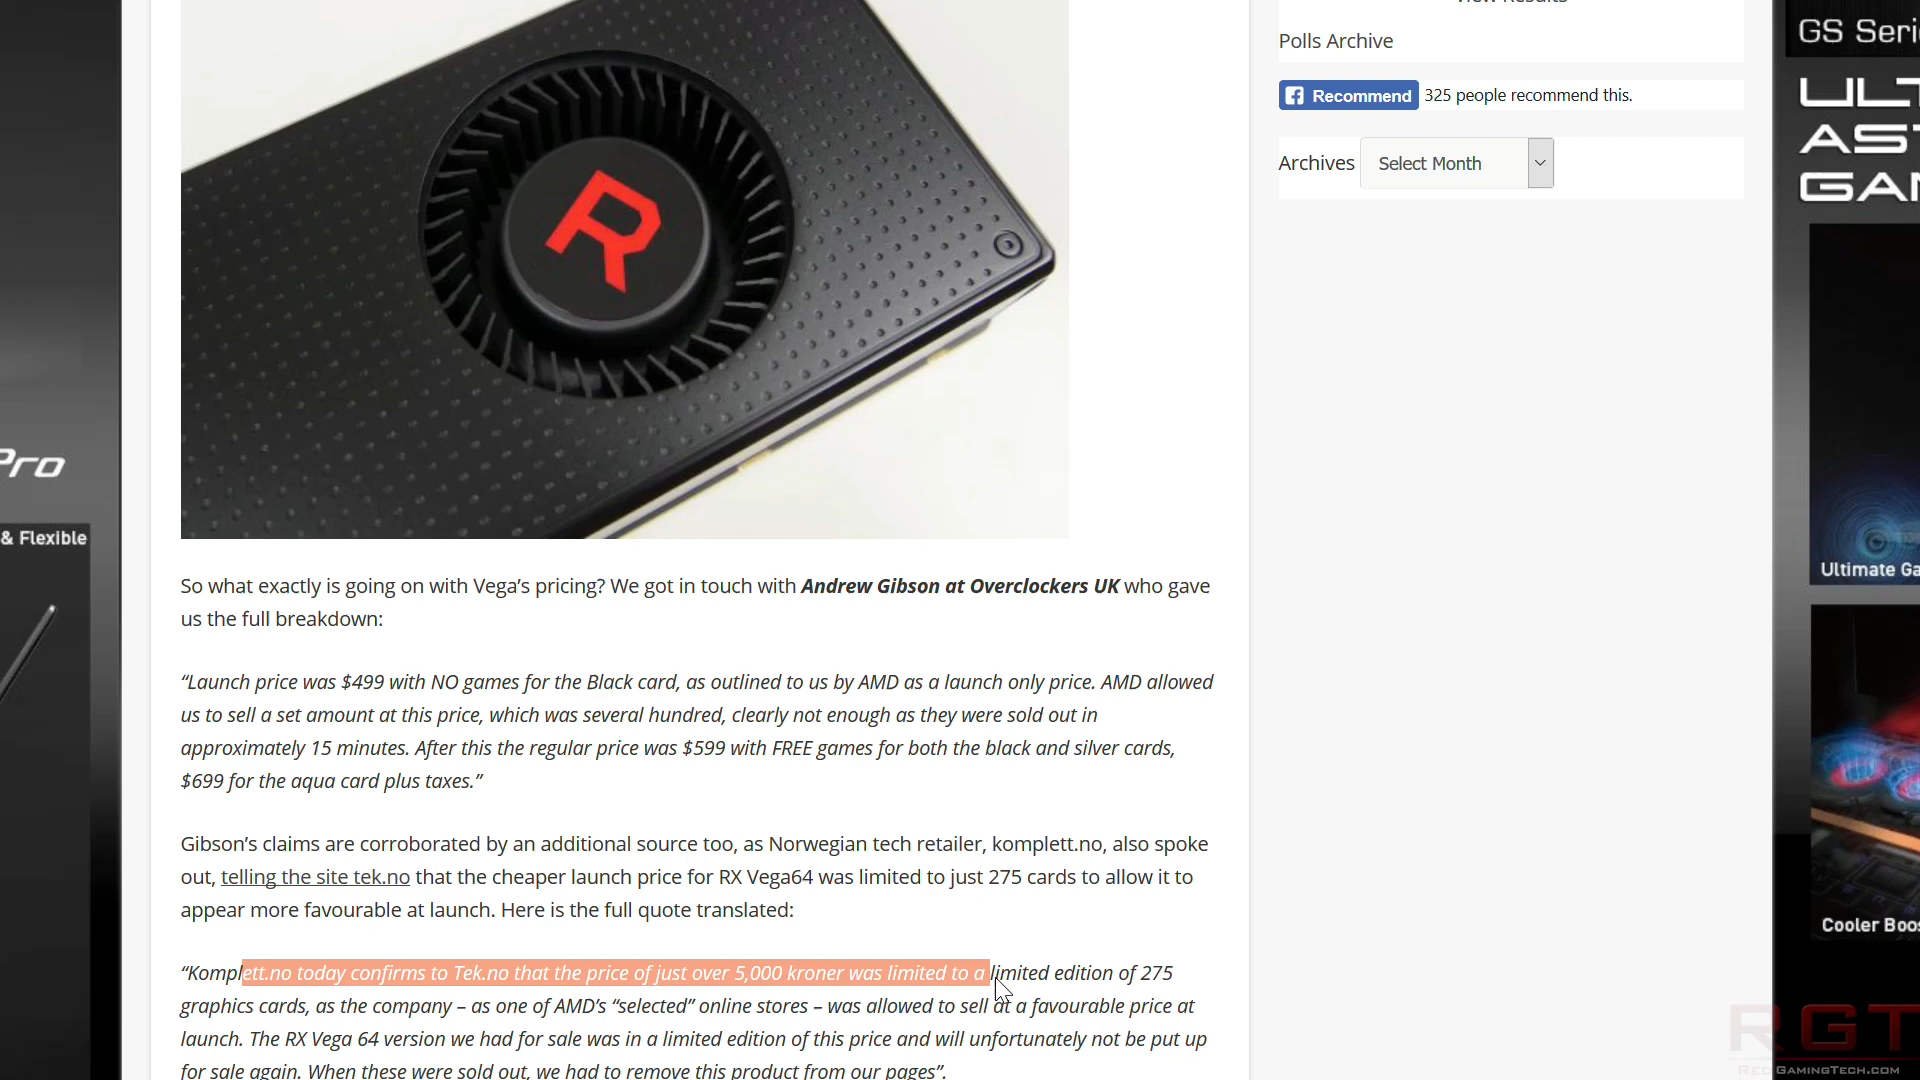 View Results
Polls Archive
Recommend 325 people recommend this.
Archives Select Month
GS Seri
ULT
AS
GAM
Pro
& Flexible
R
Ultimate Ga
Cooler Boos
So what exactly is going on with Vega’s pricing? We got in touch with Andrew Gibson at Overclockers UK who gave
us the full breakdown:
“Launch price was $499 with NO games for the Black card, as outlined to us by AMD as a launch only price. AMD allowed
us to sell a set amount at this price, which was several hundred, clearly not enough as they were sold out in
approximately 15 minutes. After this the regular price was $599 with FREE games for both the black and silver cards,
$699 for the aqua card plus taxes.”
Gibson’s claims are corroborated by an additional source too, as Norwegian tech retailer, komplett.no, also spoke
out, telling the site tek.no that the cheaper launch price for RX Vega64 was limited to just 275 cards to allow it to
appear more favourable at launch. Here is the full quote translated:
“Komplett.no today confirms to Tek.no that the price of just over 5,000 kroner was limited to a limited edition of 275
graphics cards, as the company – as one of AMD’s “selected” online stores – was allowed to sell at a favourable price at
launch. The RX Vega 64 version we had for sale was in a limited edition of this price and will unfortunately not be put up
for sale again. When these were sold out, we had to remove this product from our pages”.
RGT
REDGAMINGTECH.COM